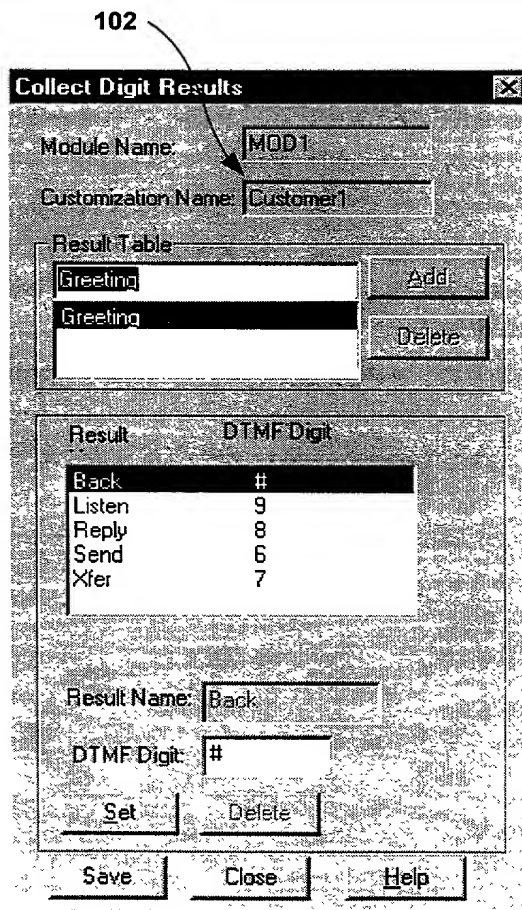 102
Collect Digit Results
Module Name: MOD1
Customization Name: Customer1
Result Table
Greeting Add
Greeting
Delete
Result DTMF Digit
Back #
Listen 9
Reply 8
Send 6
Xfer 7
Result Name: Back
DTMF Digit: #
Set Delete
Save Close Help